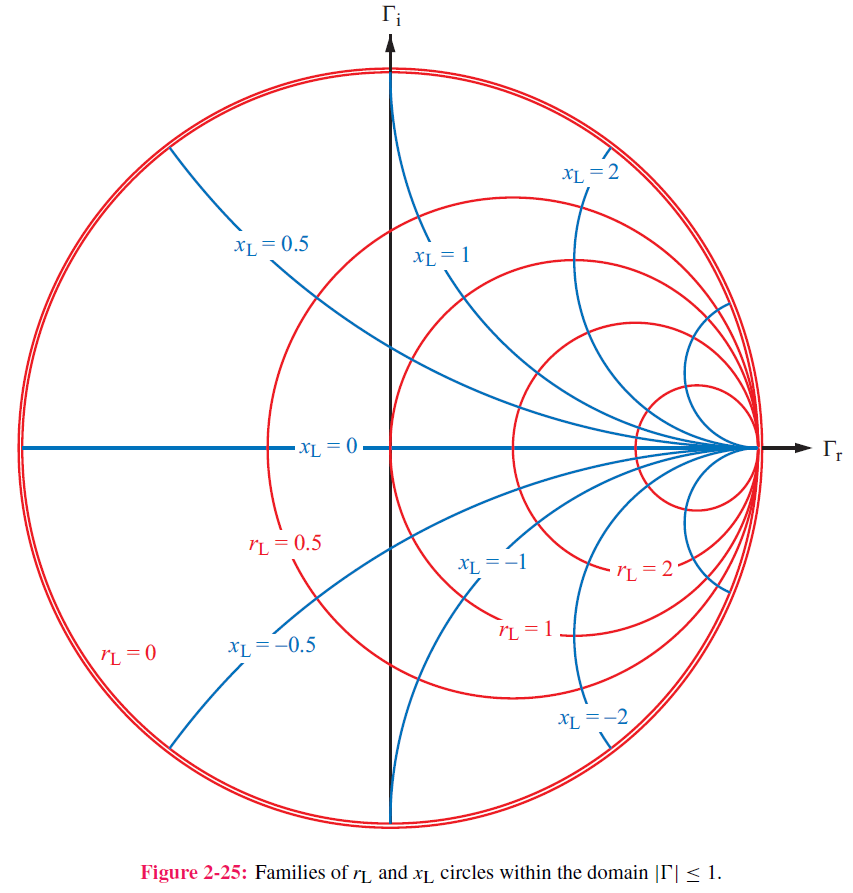 Γi
xL = 2
xL = 0.5
xL = 1
xL = 0
Γr
rL = 0.5
xL = –1
rL = 2
rL = 1
xL = –0.5
rL = 0
xL = –2
Figure 2-25: Families of rL and xL circles within the domain |Γ| ≤ 1.